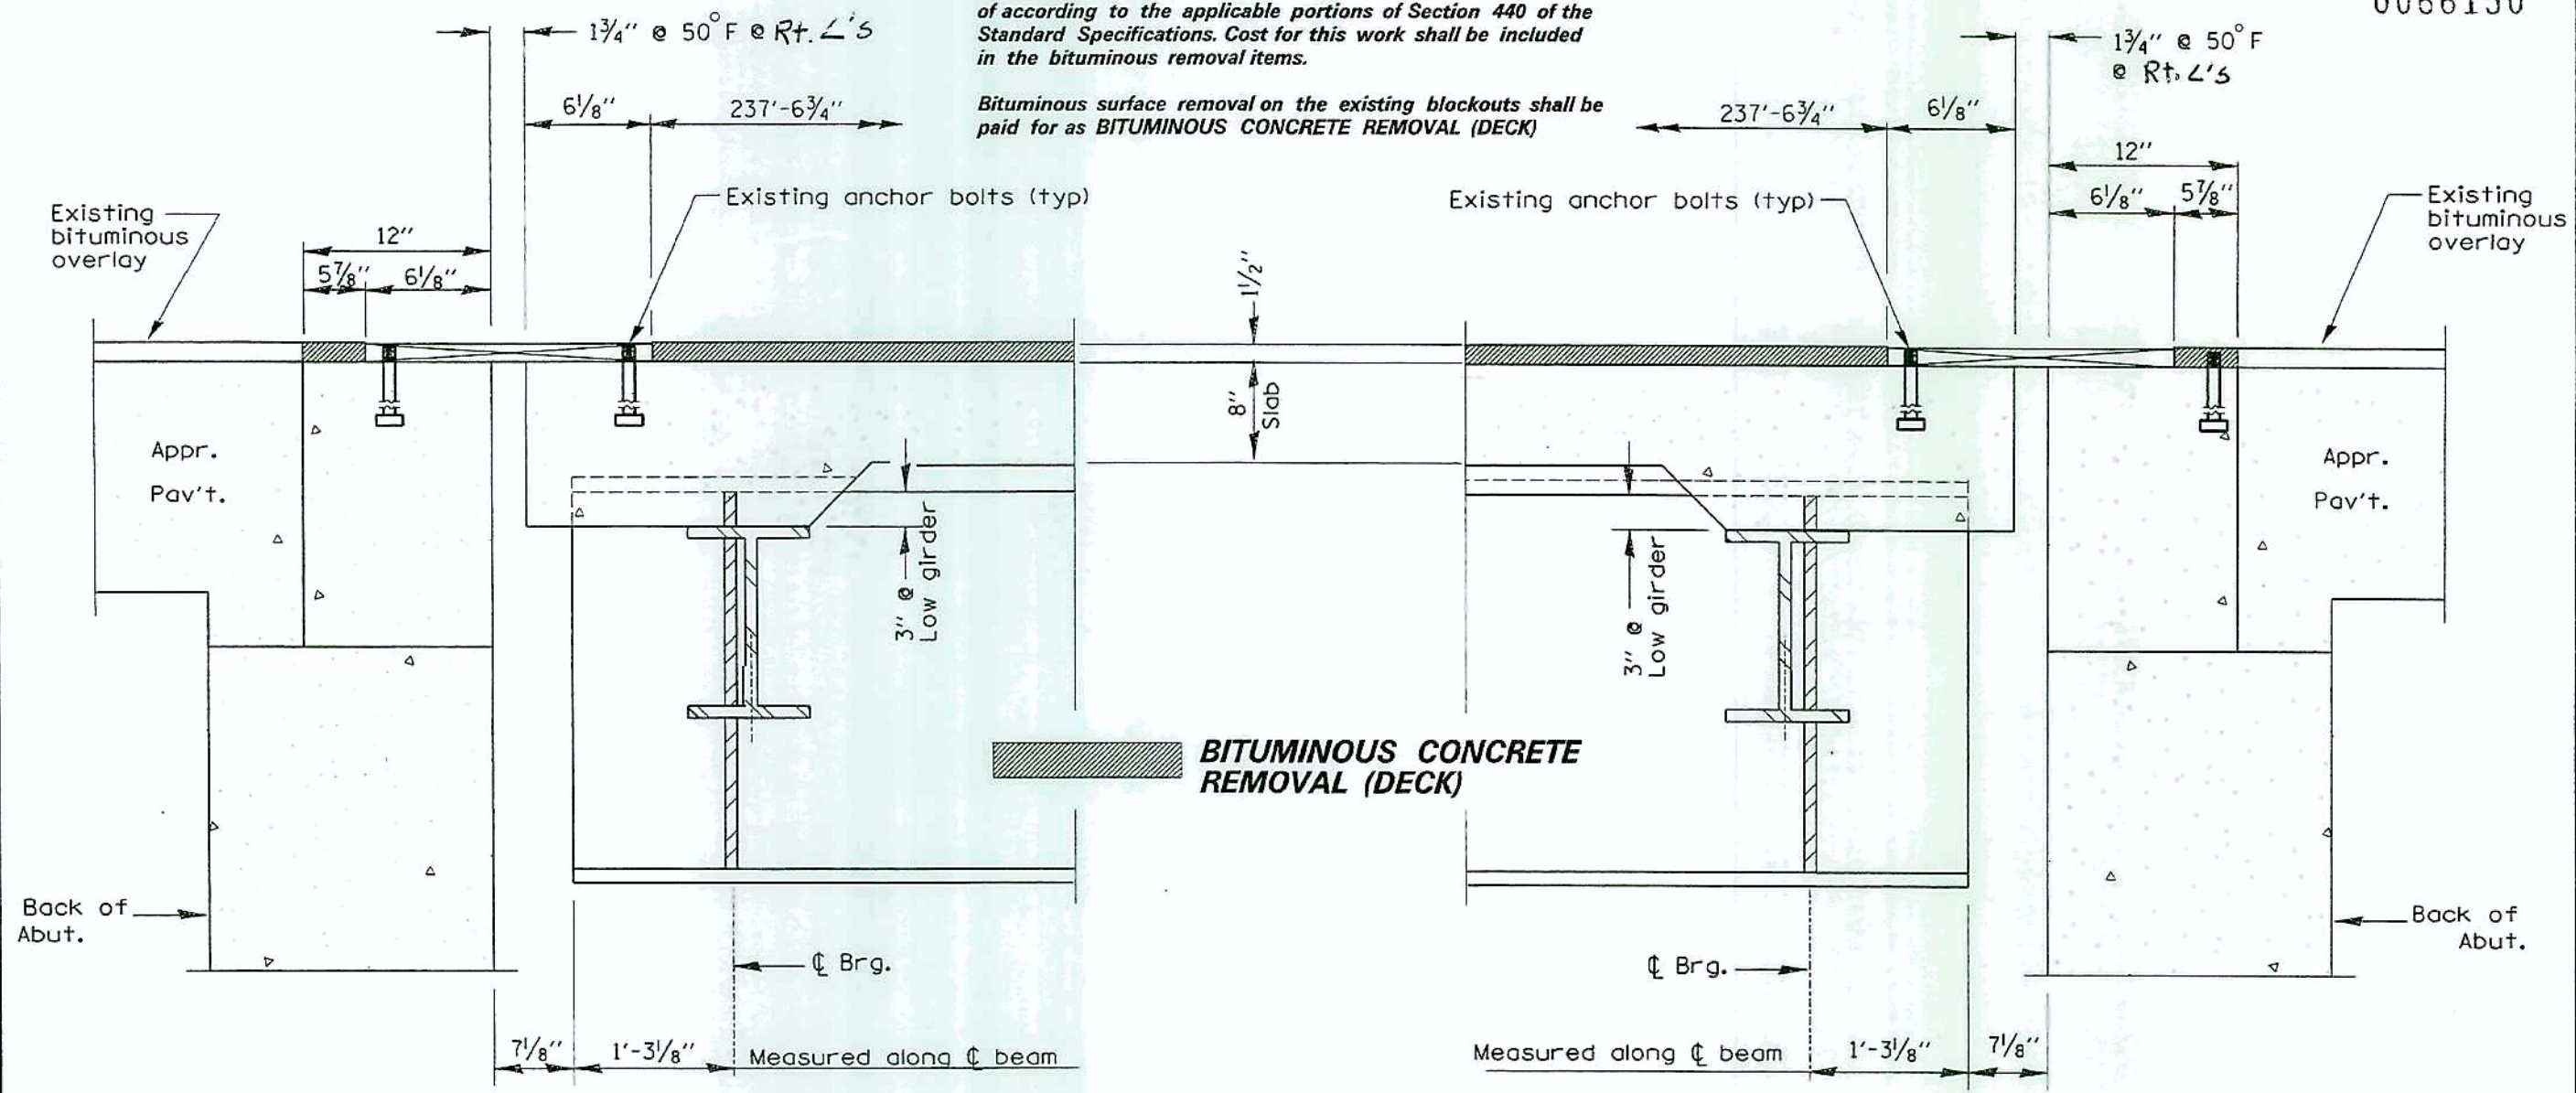 of according to the applicable portions of Section 440 of the
Standard Specifications. Cost for this work shall be included
in the bituminous removal items.
Bituminous surface removal on the existing blockouts shall be
paid for as BITUMINOUS CONCRETE REMOVAL (DECK)
1¾" @ 50°F @ Rt. ∠'s
1¾" @ 50°F
@ Rt. ∠'s
6⅛"
237'-6¾"
237'-6¾"
6⅛"
12"
6⅛"
5⅞"
Existing anchor bolts (typ)
Existing anchor bolts (typ)
Existing
bituminous
overlay
Existing
bituminous
overlay
12"
5⅞"
6⅛"
1½"
8"
Slab
Appr.
Pav't.
Appr.
Pav't.
3" @
Low girder
3" @
Low girder
BITUMINOUS CONCRETE
REMOVAL (DECK)
Back of
Abut.
Back of
Abut.
℄ Brg.
℄ Brg.
7⅛"
1'-3⅛"
Measured along ℄ beam
Measured along ℄ beam
1'-3⅛"
7⅛"